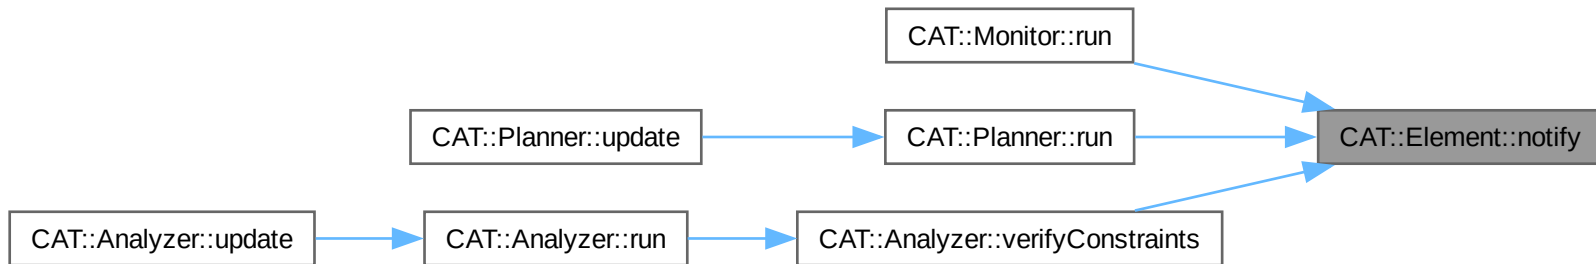 CAT::Monitor::run
CAT::Planner::update
CAT::Planner::run
CAT::Element::notify
CAT::Analyzer::update
CAT::Analyzer::run
CAT::Analyzer::verifyConstraints